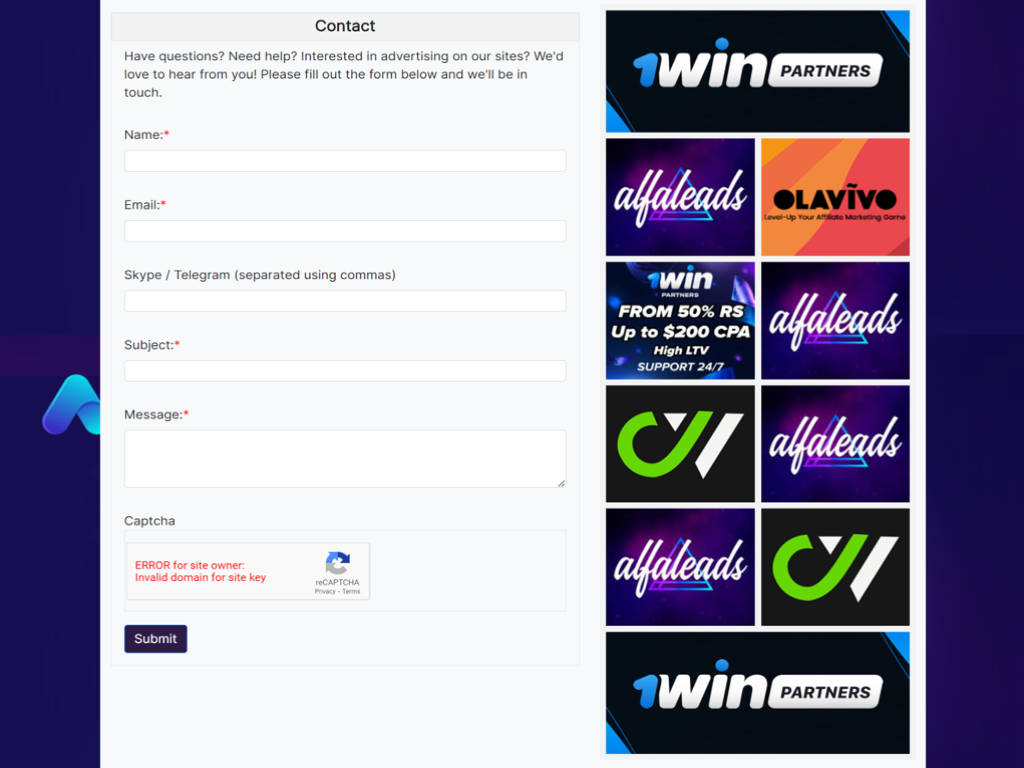 Contact
Have questions? Need help? Interested in advertising on our sites? We'd
love to hear from you! Please fill out the form below and we'll be in
touch.
Name:*
Email:*
Skype / Telegram (separated using commas)
Subject:*
Message:*
Captcha
ERROR for site owner:
Invalid domain for site key
reCAPTCHA
Privacy - Terms
Submit
1win PARTNERS
alfaleads
OLAVĪVO
Level-Up Your Affiliate Marketing Game
1win
PARTNERS
FROM 50% RS
Up to $200 CPA
High LTV
SUPPORT 24/7
alfaleads
alfaleads
alfaleads
1win PARTNERS